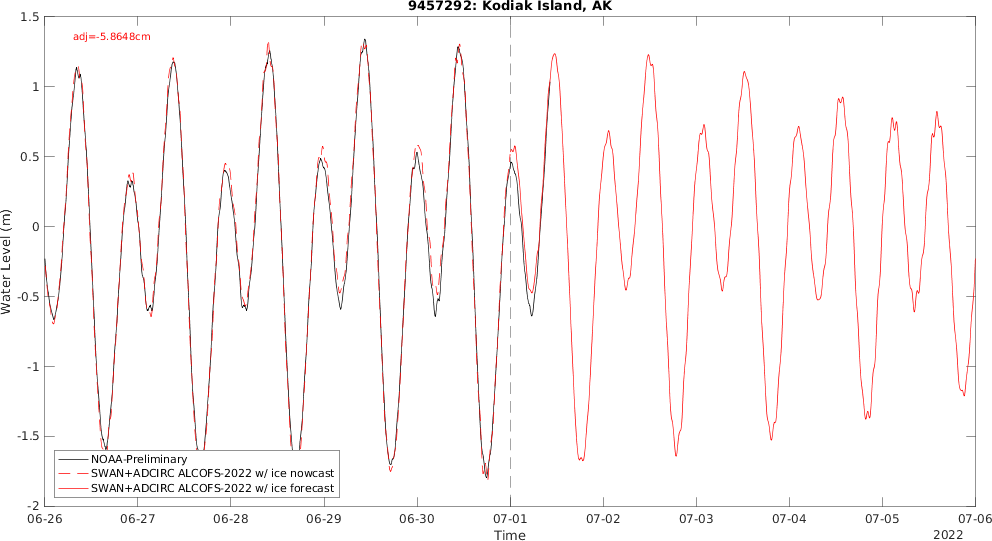 9457292: Kodiak Island, AK
adj=-5.8648cm
1.5
1
0.5
0
-0.5
-1
-1.5
-2
Water Level (m)
NOAA-Preliminary
SWAN+ADCIRC ALCOFS-2022 w/ ice nowcast
SWAN+ADCIRC ALCOFS-2022 w/ ice forecast
06-26 06-27 06-28 06-29 06-30 07-01 07-02 07-03 07-04 07-05 07-06
Time
2022